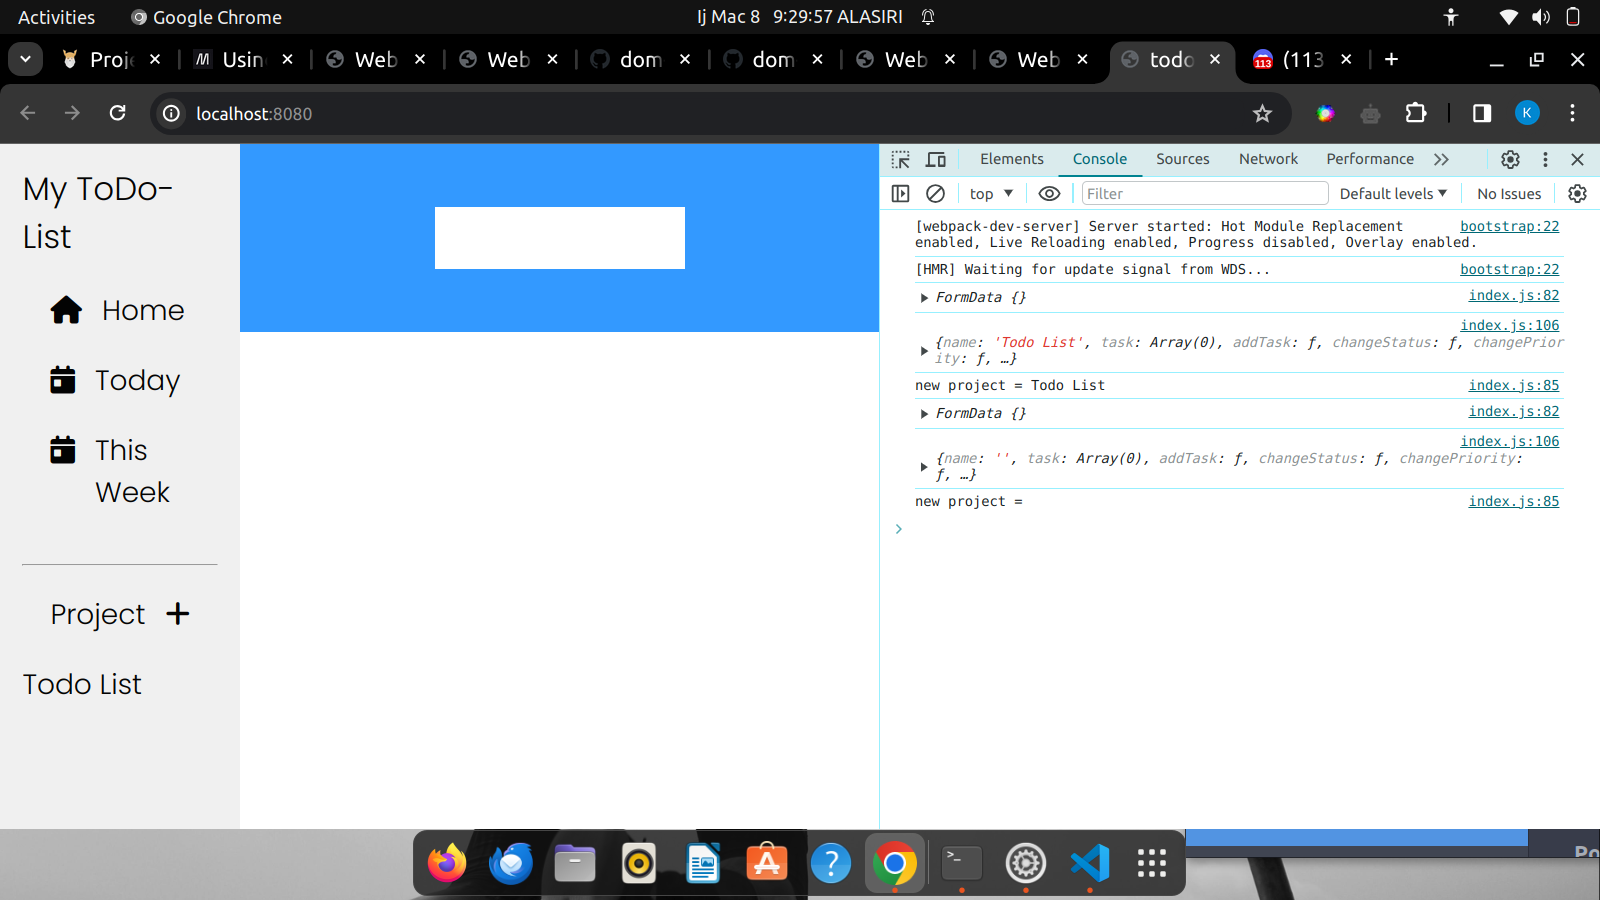 Activities
Google Chrome
Ij Mac 8 9:29:57 ALASIRI
Proje
Usin
Web
Web
dom
dom
Web
Web
todo
113
(113
localhost:8080
K
My ToDo-
List
Home
Today
This
Week
Project
Todo List
Elements
Console
Sources
Network
Performance
top
Filter
Default levels
No Issues
[webpack-dev-server] Server started: Hot Module Replacement
bootstrap:22
enabled, Live Reloading enabled, Progress disabled, Overlay enabled.
[HMR] Waiting for update signal from WDS...
bootstrap:22
FormData {}
index.js:82
index.js:106
{name: 'Todo List', task: Array(0), addTask: ƒ, changeStatus: ƒ, changePrior
ity: ƒ, …}
new project = Todo List
index.js:85
FormData {}
index.js:82
index.js:106
{name: '', task: Array(0), addTask: ƒ, changeStatus: ƒ, changePriority:
ƒ, …}
new project =
index.js:85